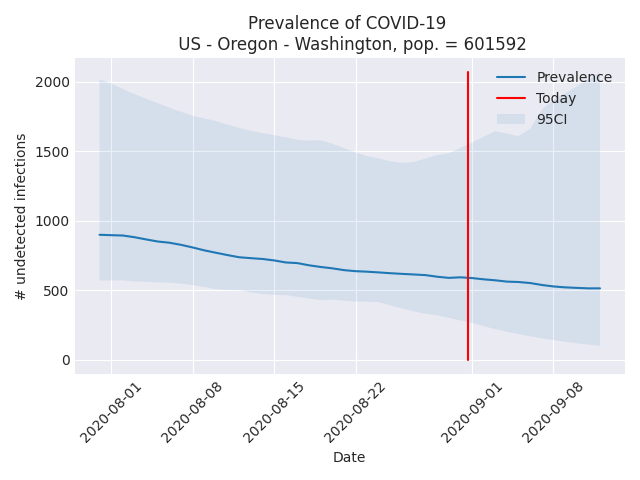 Prevalence of COVID-19
US - Oregon - Washington, pop. = 601592
Prevalence
Today
95CI
# undetected infections
2000
1500
1000
500
0
2020-08-01
2020-08-08
2020-08-15
2020-08-22
2020-09-01
2020-09-08
Date